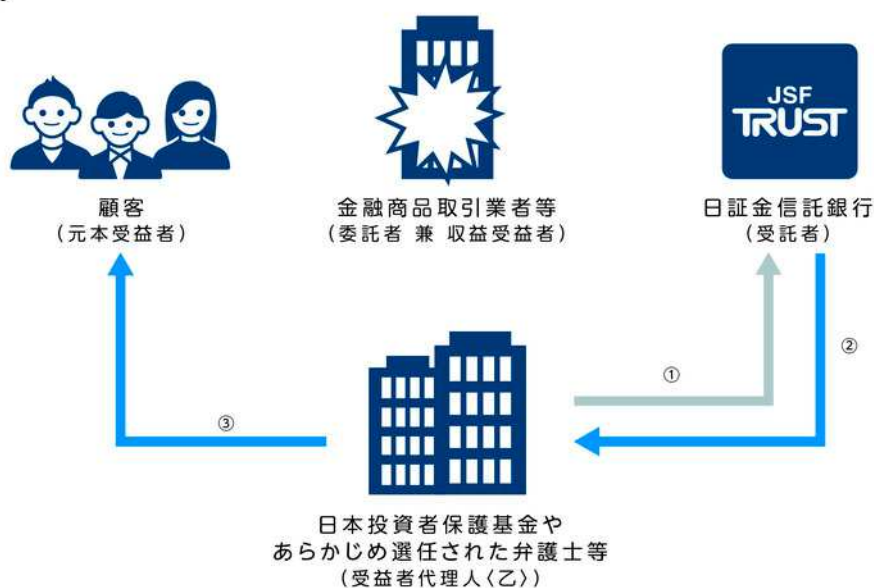 JSF
TRUST
顧客
(元本受益者)
金融商品取引業者等
(委託者 兼 収益受益者)
日証金信託銀行
(受託者)
①
②
③
日本投資者保護基金や
あらかじめ選任された弁護士等
(受益者代理人〈乙〉)